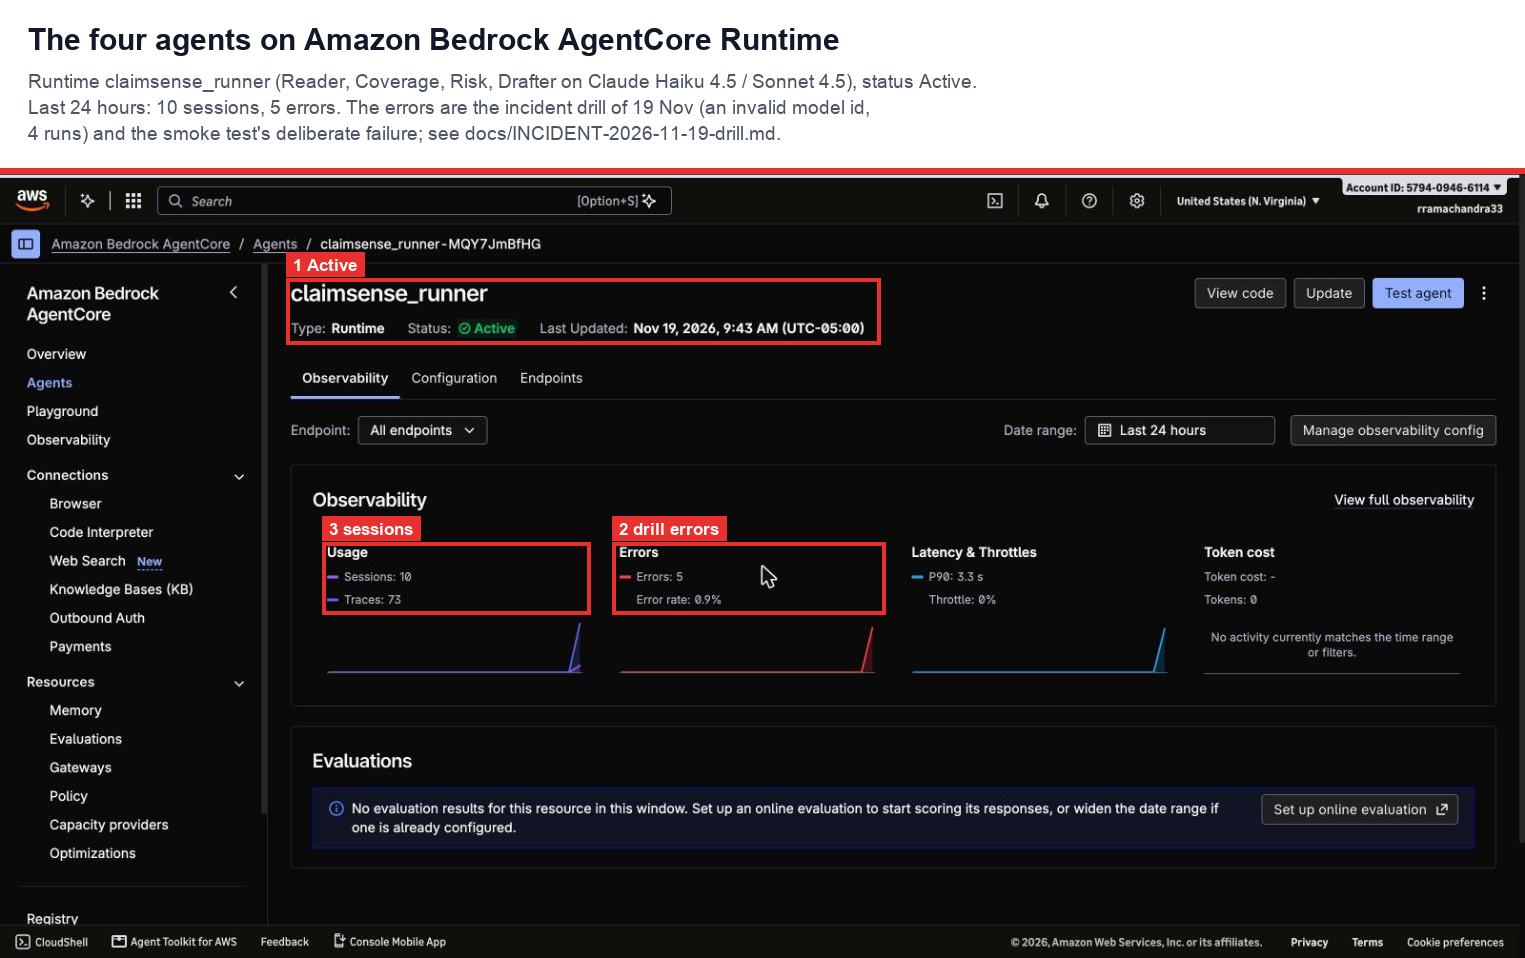 The four agents on Amazon Bedrock AgentCore Runtime
Runtime claimsense_runner (Reader, Coverage, Risk, Drafter on Claude Haiku 4.5 / Sonnet 4.5), status Active.
Last 24 hours: 10 sessions, 5 errors. The errors are the incident drill of 19 Nov (an invalid model id,
4 runs) and the smoke test's deliberate failure; see docs/INCIDENT-2026-11-19-drill.md.
aws
Search
[Option+S]
United States (N. Virginia)
Account ID: 5794-0946-6114
rramachandra33
Amazon Bedrock AgentCore / Agents / claimsense_runner-MQY7JmBfHG
Amazon Bedrock
AgentCore
Overview
Agents
Playground
Observability
Connections
Browser
Code Interpreter
Web Search New
Knowledge Bases (KB)
Outbound Auth
Payments
Resources
Memory
Evaluations
Gateways
Policy
Capacity providers
Optimizations
Registry
1 Active
claimsense_runner
Type: Runtime Status: Active Last Updated: Nov 19, 2026, 9:43 AM (UTC-05:00)
View code
Update
Test agent
Observability
Configuration
Endpoints
Endpoint: All endpoints
Date range: Last 24 hours
Manage observability config
Observability
View full observability
3 sessions
Usage
Sessions: 10
Traces: 73
2 drill errors
Errors
Errors: 5
Error rate: 0.9%
Latency & Throttles
P90: 3.3 s
Throttle: 0%
Token cost
Token cost: -
Tokens: 0
No activity currently matches the time range
or filters.
Evaluations
No evaluation results for this resource in this window. Set up an online evaluation to start scoring its responses, or widen the date range if
one is already configured.
Set up online evaluation
CloudShell
Agent Toolkit for AWS
Feedback
Console Mobile App
© 2026, Amazon Web Services, Inc. or its affiliates.
Privacy
Terms
Cookie preferences